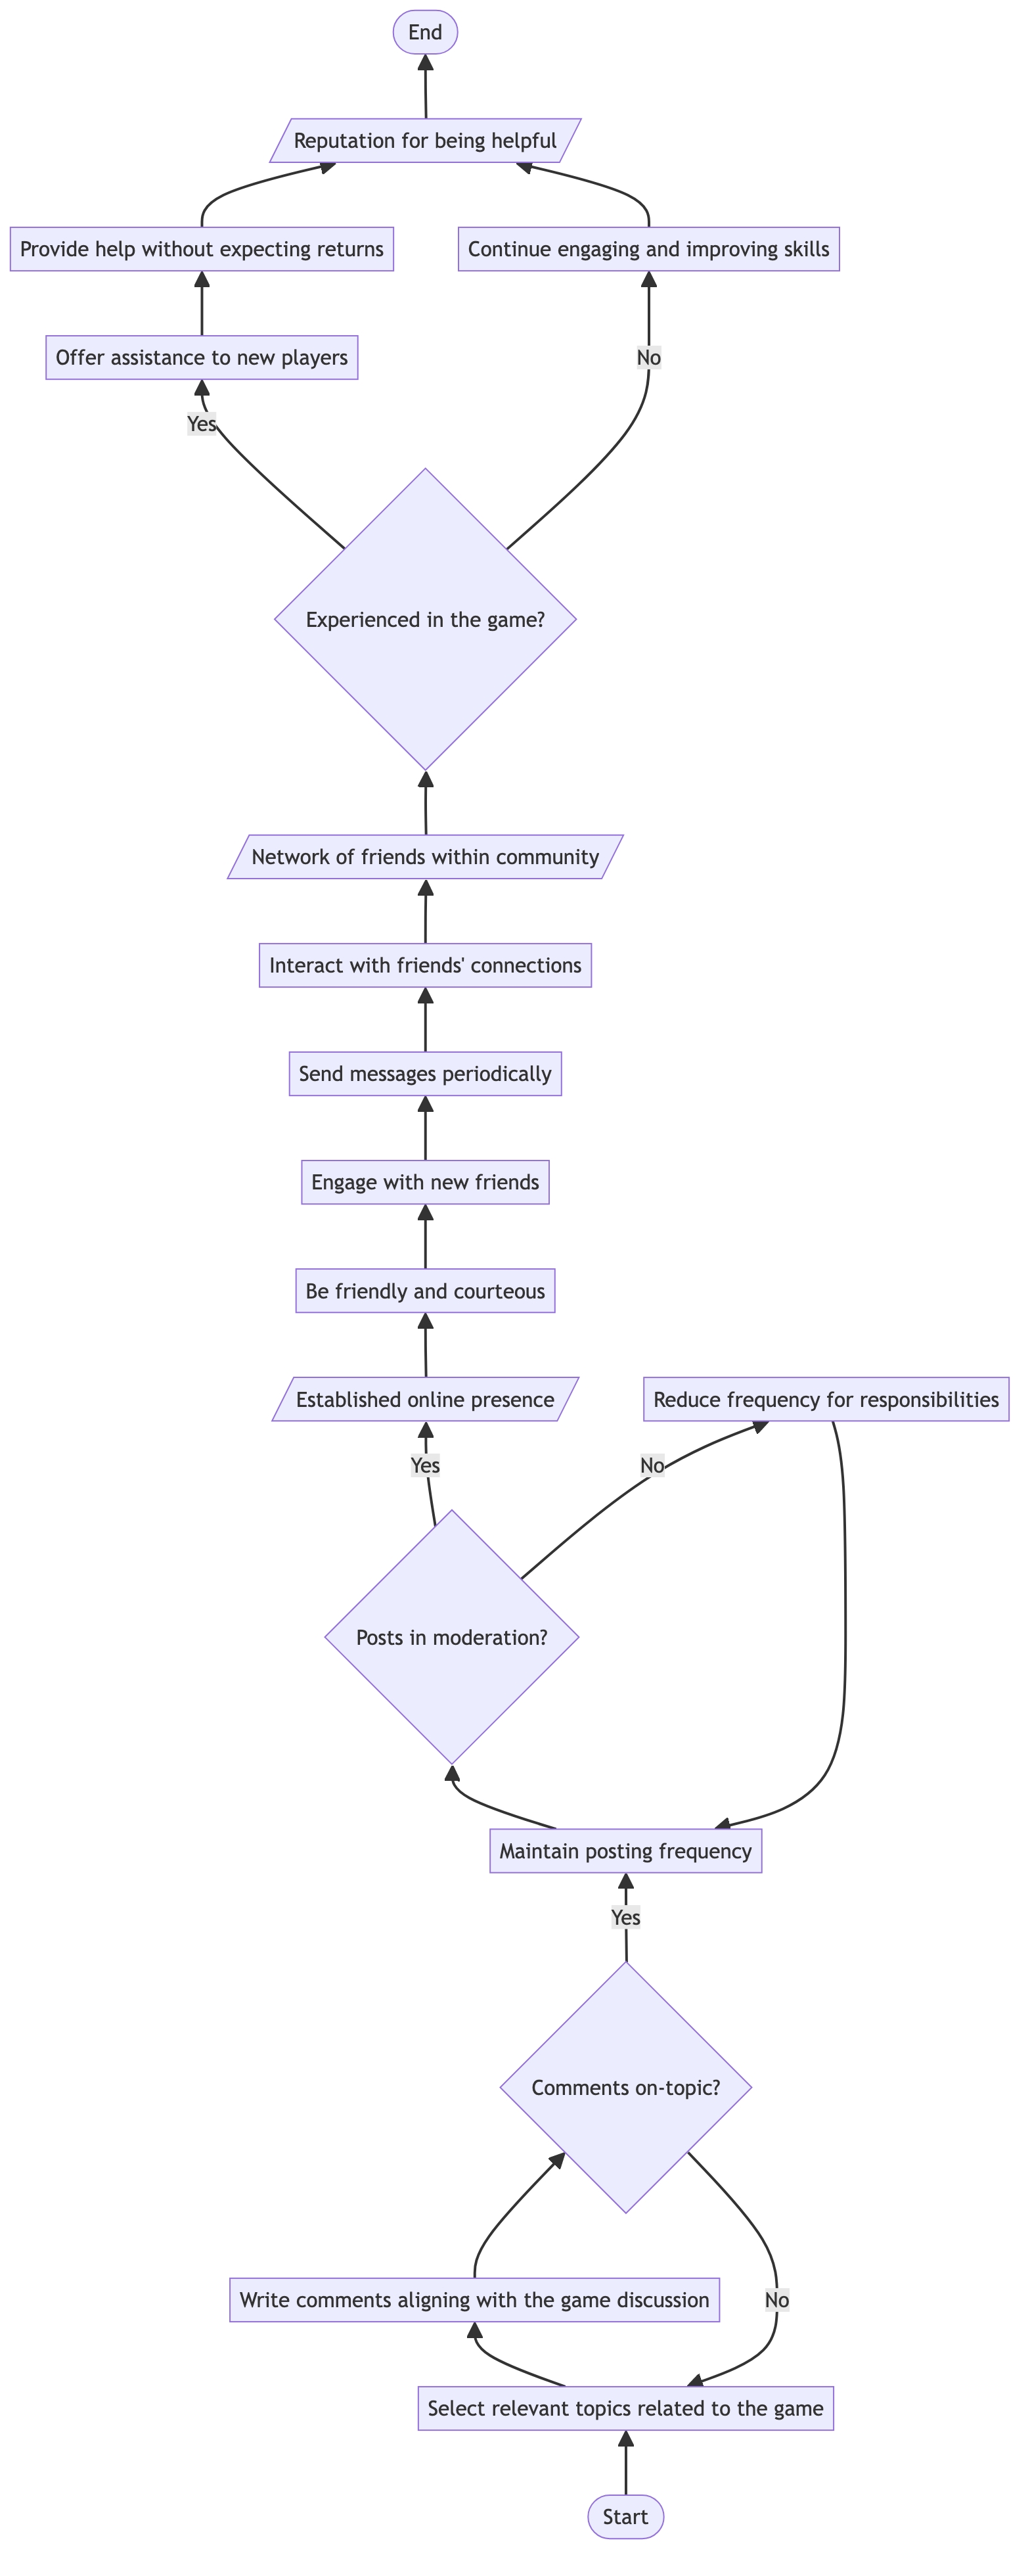 End
Reputation for being helpful
Provide help without expecting returns
Continue engaging and improving skills
Offer assistance to new players
No
Yes
Experienced in the game?
Network of friends within community
Interact with friends' connections
Send messages periodically
Engage with new friends
Be friendly and courteous
Established online presence
Reduce frequency for responsibilities
Yes
No
Posts in moderation?
Maintain posting frequency
Yes
Comments on-topic?
Write comments aligning with the game discussion
No
Select relevant topics related to the game
Start